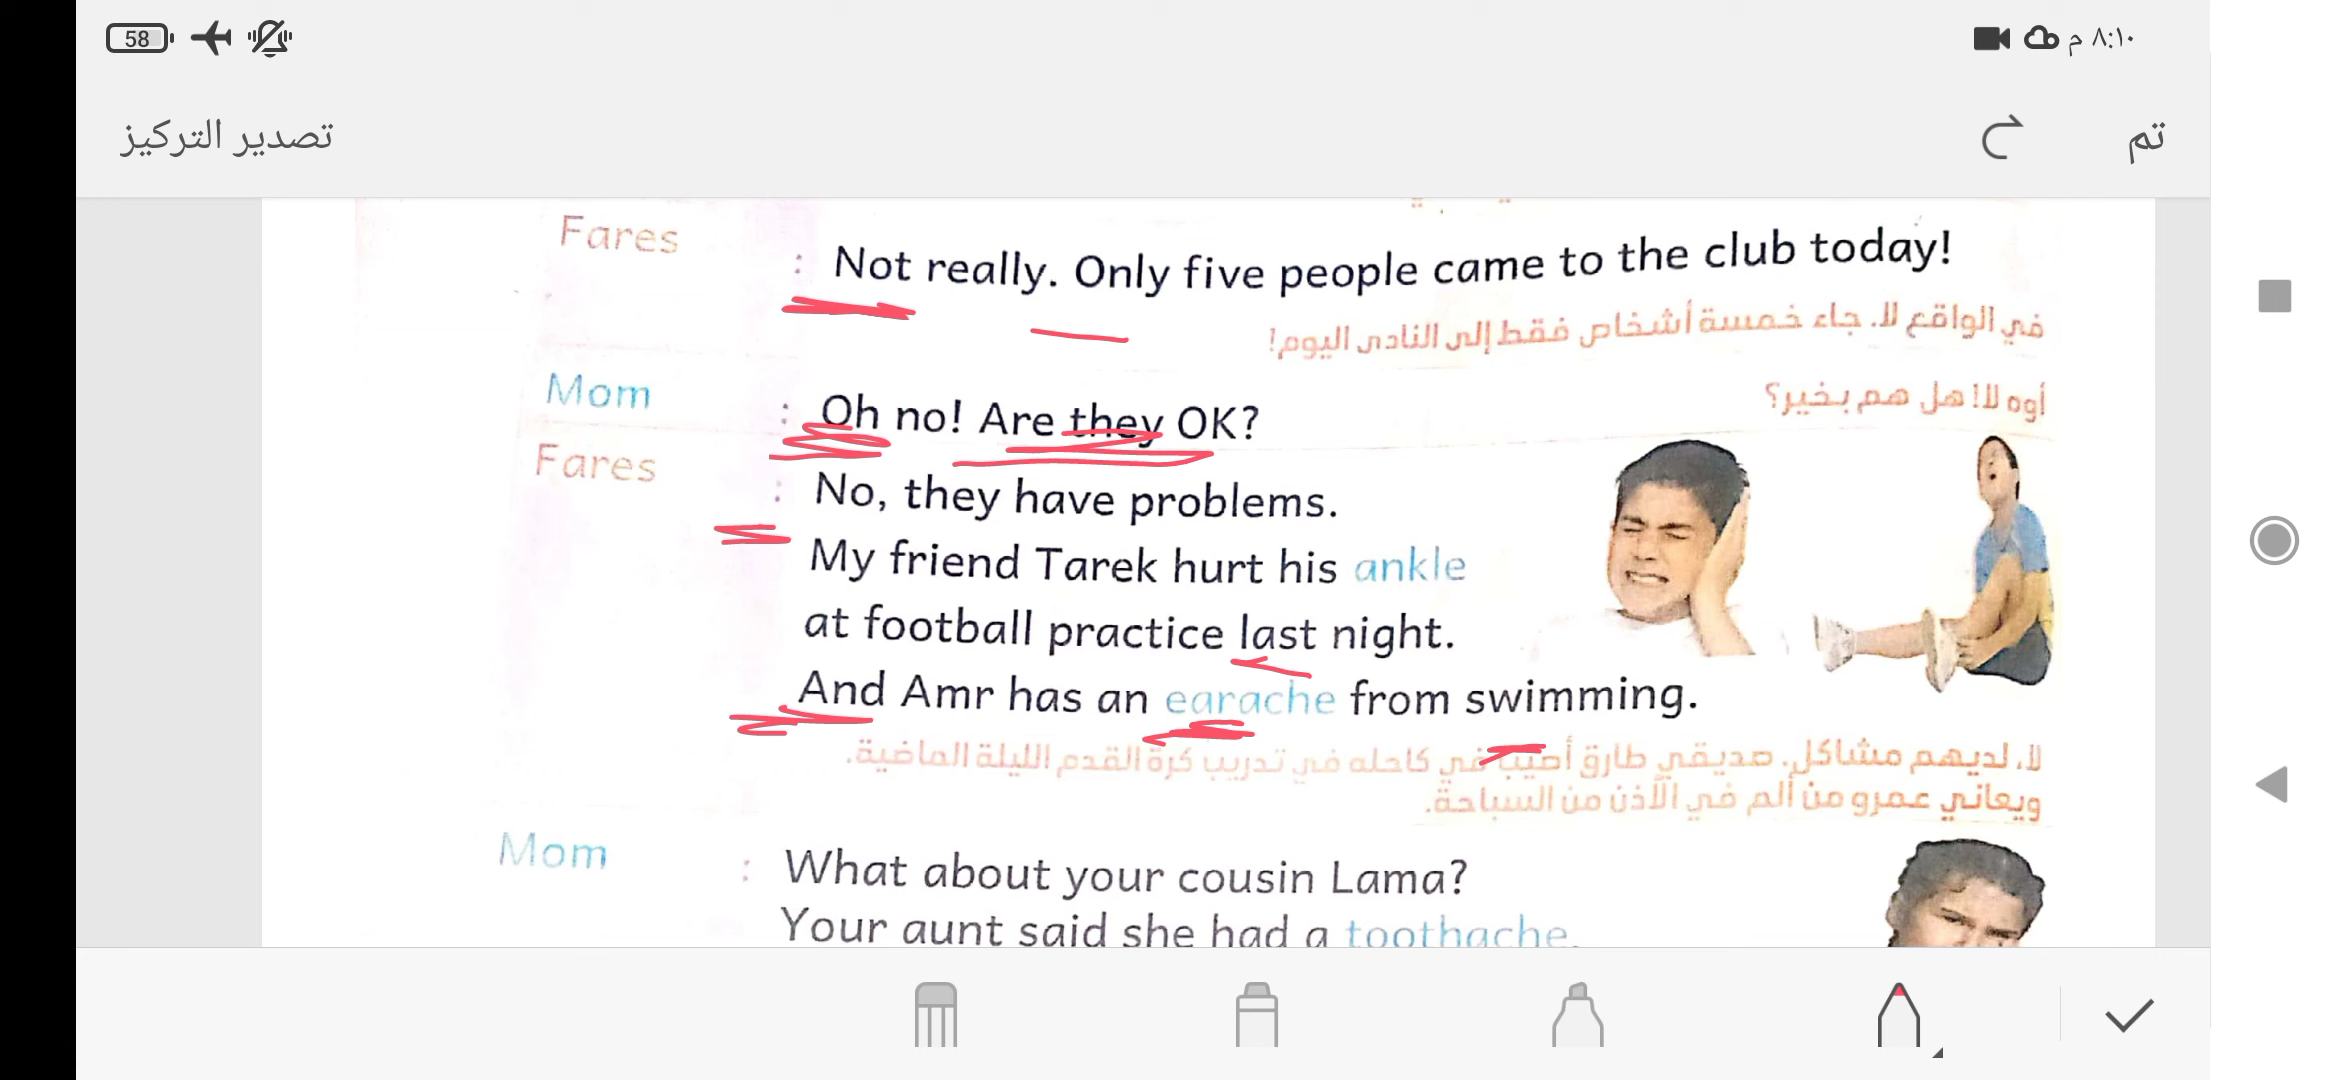 58
٨:١٠ م
تصدير التركيز
تم
Fares : Not really. Only five people came to the club today!
في الواقع لا. جاء خمسة أشخاص فقط إلى النادى اليوم!
Mom : Oh no! Are they OK?
أوه لا! هل هم بخير؟
Fares : No, they have problems.
My friend Tarek hurt his ankle
at football practice last night.
And Amr has an earache from swimming.
لا، لديهم مشاكل. صديقي طارق أصيب في كاحله في تدريب كرة القدم الليلة الماضية.
ويعاني عمرو من ألم في الأذن من السباحة.
Mom : What about your cousin Lama?
Your aunt said she had a toothache.